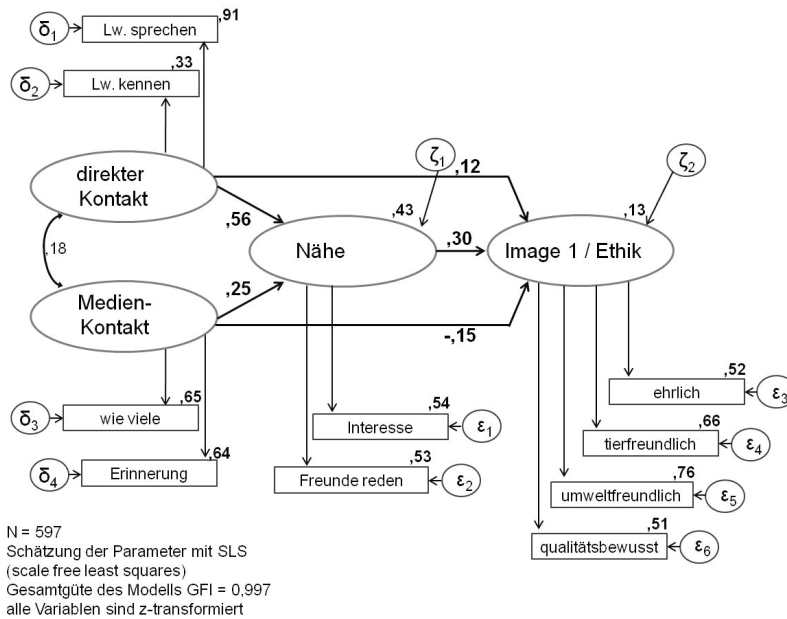 ,91
δ1
Lw. sprechen
,33
δ2
Lw. kennen
direkter
Kontakt
,12
ζ1
ζ2
,56
,43
,13
,18
Nähe
,30
Image 1 / Ethik
,25
Medien-
Kontakt
-,15
,52
ehrlich
ε3
,65
δ3
wie viele
,54
Interesse
ε1
,66
tierfreundlich
ε4
,64
δ4
Erinnerung
,53
Freunde reden
ε2
,76
umweltfreundlich
ε5
,51
qualitätsbewusst
ε6
N = 597
Schätzung der Parameter mit SLS
(scale free least squares)
Gesamtgüte des Modells GFI = 0,997
alle Variablen sind z-transformiert